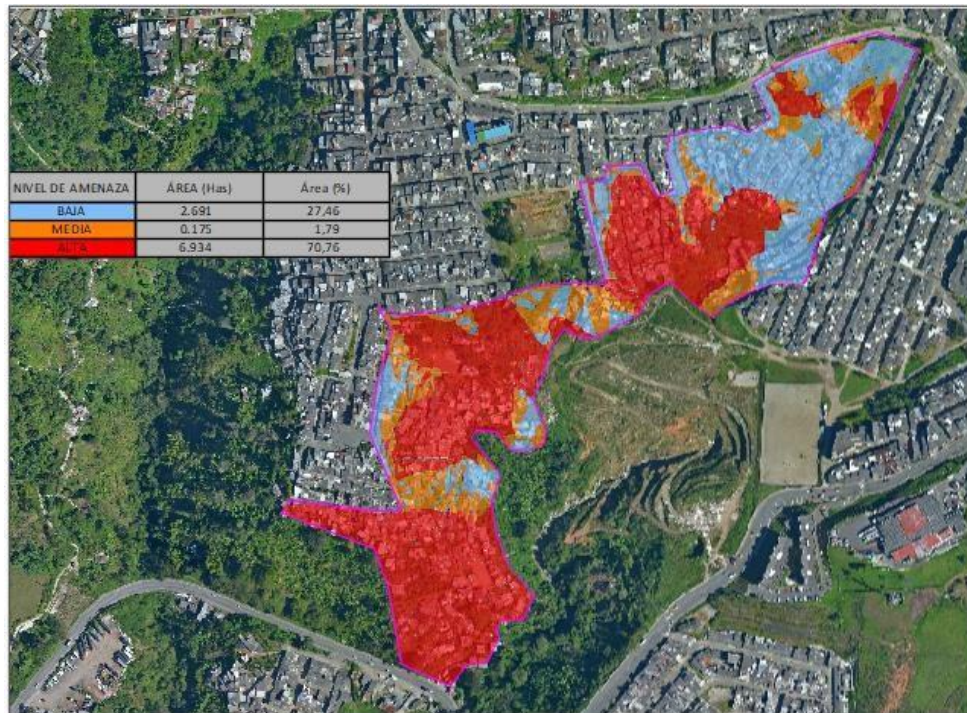 NIVEL DE AMENAZA ÁREA (Has) Área (%)
BAJA 2.691 27,46
MEDIA 0.175 1,79
ALTA 6.934 70,76